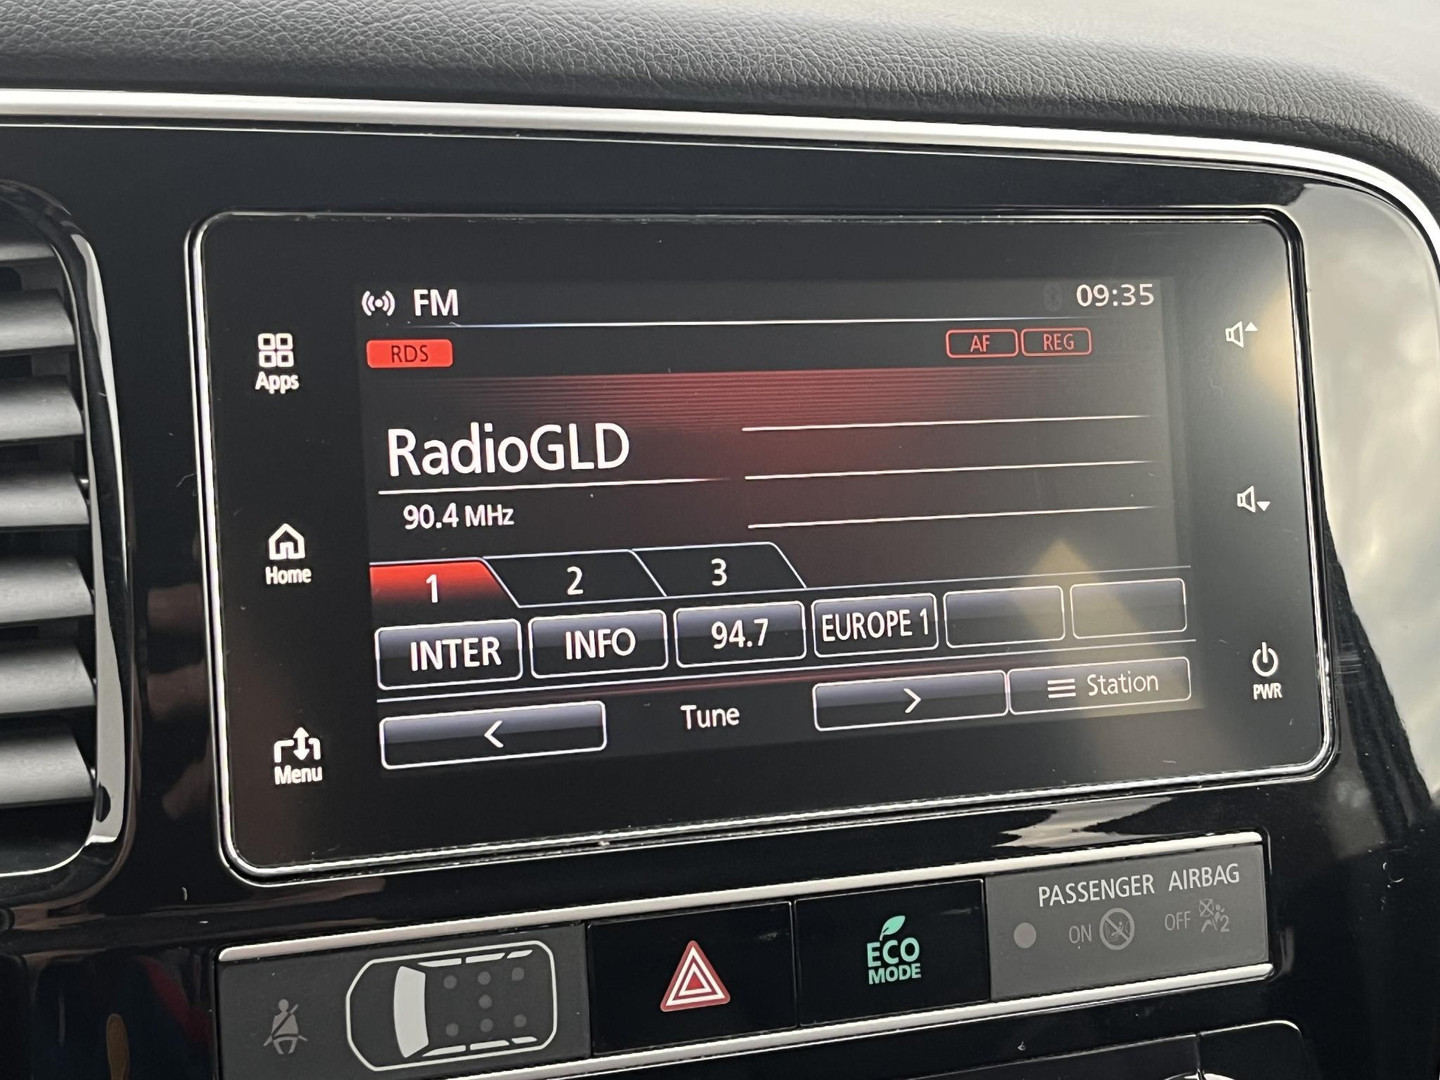 FM
09:35
RDS
AF
REG
Apps
RadioGLD
90.4 MHz
Home
1
2
3
INTER
INFO
94.7
EUROPE 1
< Tune > Station
PWR
Menu
PASSENGER AIRBAG
ON
OFF
2
ECO
MODE